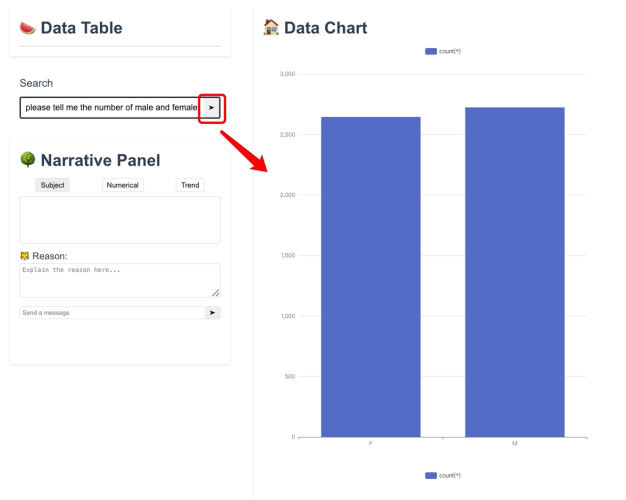 Data Table
Search
please tell me the number of male and female
Narrative Panel
Subject
Numerical
Trend
Reason:
Explain the reason here...
Send a message
Data Chart
count(*)
3,000
2,500
2,000
1,500
1,000
500
0
F
M
count(*)